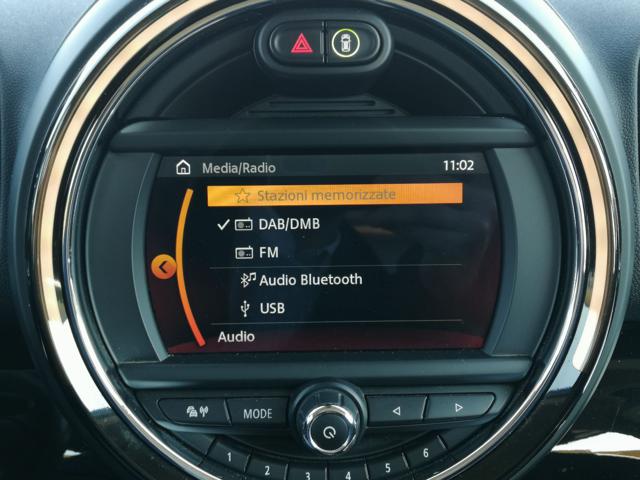 Media/Radio 11:02
Stazioni memorizzate
DAB/DMB
FM
Audio Bluetooth
USB
Audio
MODE
1 2 3 4 5 6